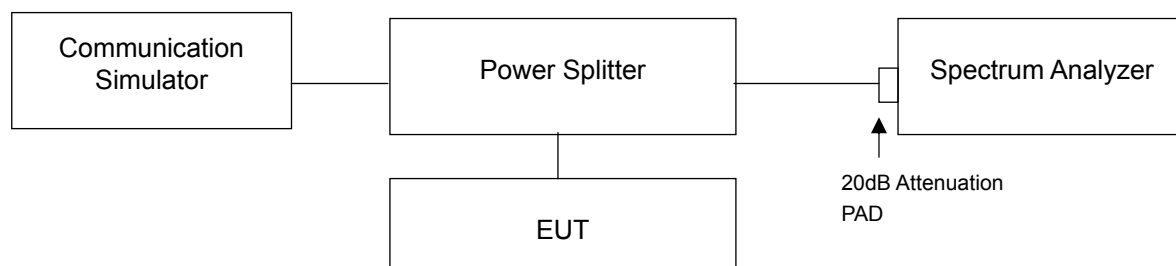 Communication
Simulator
Power Splitter
Spectrum Analyzer
20dB Attenuation
PAD
EUT